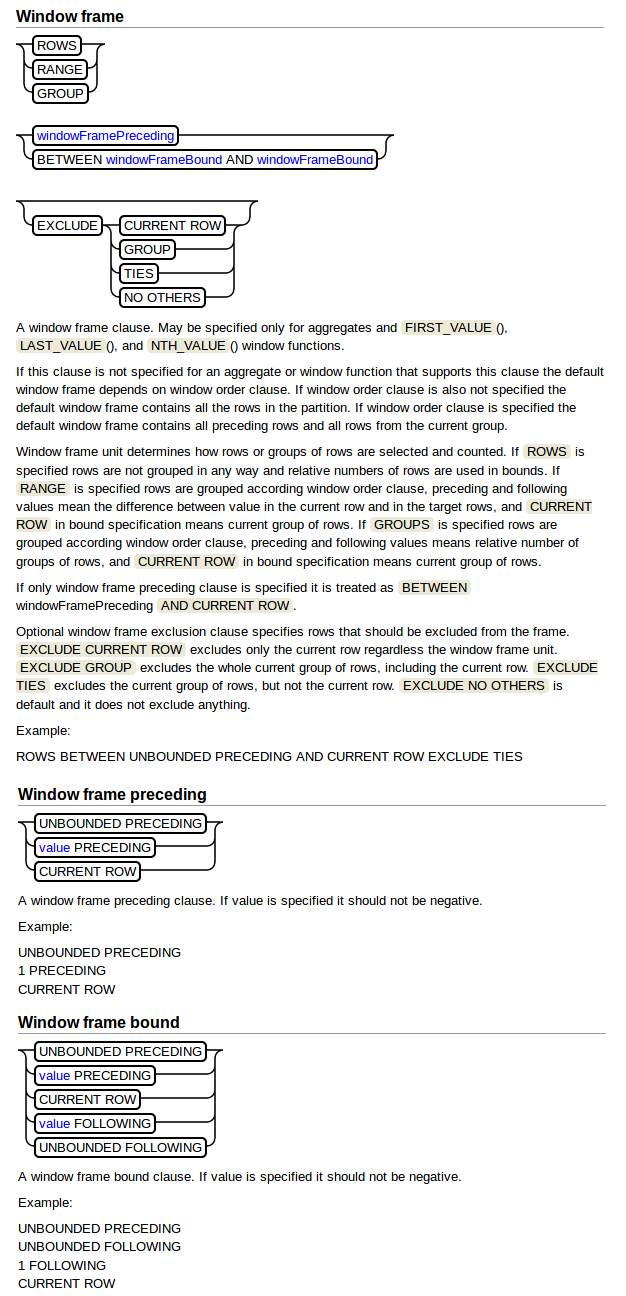 Window frame
ROWS
RANGE
GROUP
windowFramePreceding
BETWEEN windowFrameBound AND windowFrameBound
EXCLUDE CURRENT ROW
GROUP
TIES
NO OTHERS
A window frame clause. May be specified only for aggregates and FIRST_VALUE (),
LAST_VALUE (), and NTH_VALUE () window functions.
If this clause is not specified for an aggregate or window function that supports this clause the default
window frame depends on window order clause. If window order clause is also not specified the
default window frame contains all the rows in the partition. If window order clause is specified the
default window frame contains all preceding rows and all rows from the current group.
Window frame unit determines how rows or groups of rows are selected and counted. If ROWS is
specified rows are not grouped in any way and relative numbers of rows are used in bounds. If
RANGE is specified rows are grouped according window order clause, preceding and following
values mean the difference between value in the current row and in the target rows, and CURRENT
ROW in bound specification means current group of rows. If GROUPS is specified rows are
grouped according window order clause, preceding and following values means relative number of
groups of rows, and CURRENT ROW in bound specification means current group of rows.
If only window frame preceding clause is specified it is treated as BETWEEN
windowFramePreceding AND CURRENT ROW .
Optional window frame exclusion clause specifies rows that should be excluded from the frame.
EXCLUDE CURRENT ROW excludes only the current row regardless the window frame unit.
EXCLUDE GROUP excludes the whole current group of rows, including the current row. EXCLUDE
TIES excludes the current group of rows, but not the current row. EXCLUDE NO OTHERS is
default and it does not exclude anything.
Example:
ROWS BETWEEN UNBOUNDED PRECEDING AND CURRENT ROW EXCLUDE TIES
Window frame preceding
UNBOUNDED PRECEDING
value PRECEDING
CURRENT ROW
A window frame preceding clause. If value is specified it should not be negative.
Example:
UNBOUNDED PRECEDING
1 PRECEDING
CURRENT ROW
Window frame bound
UNBOUNDED PRECEDING
value PRECEDING
CURRENT ROW
value FOLLOWING
UNBOUNDED FOLLOWING
A window frame bound clause. If value is specified it should not be negative.
Example:
UNBOUNDED PRECEDING
UNBOUNDED FOLLOWING
1 FOLLOWING
CURRENT ROW